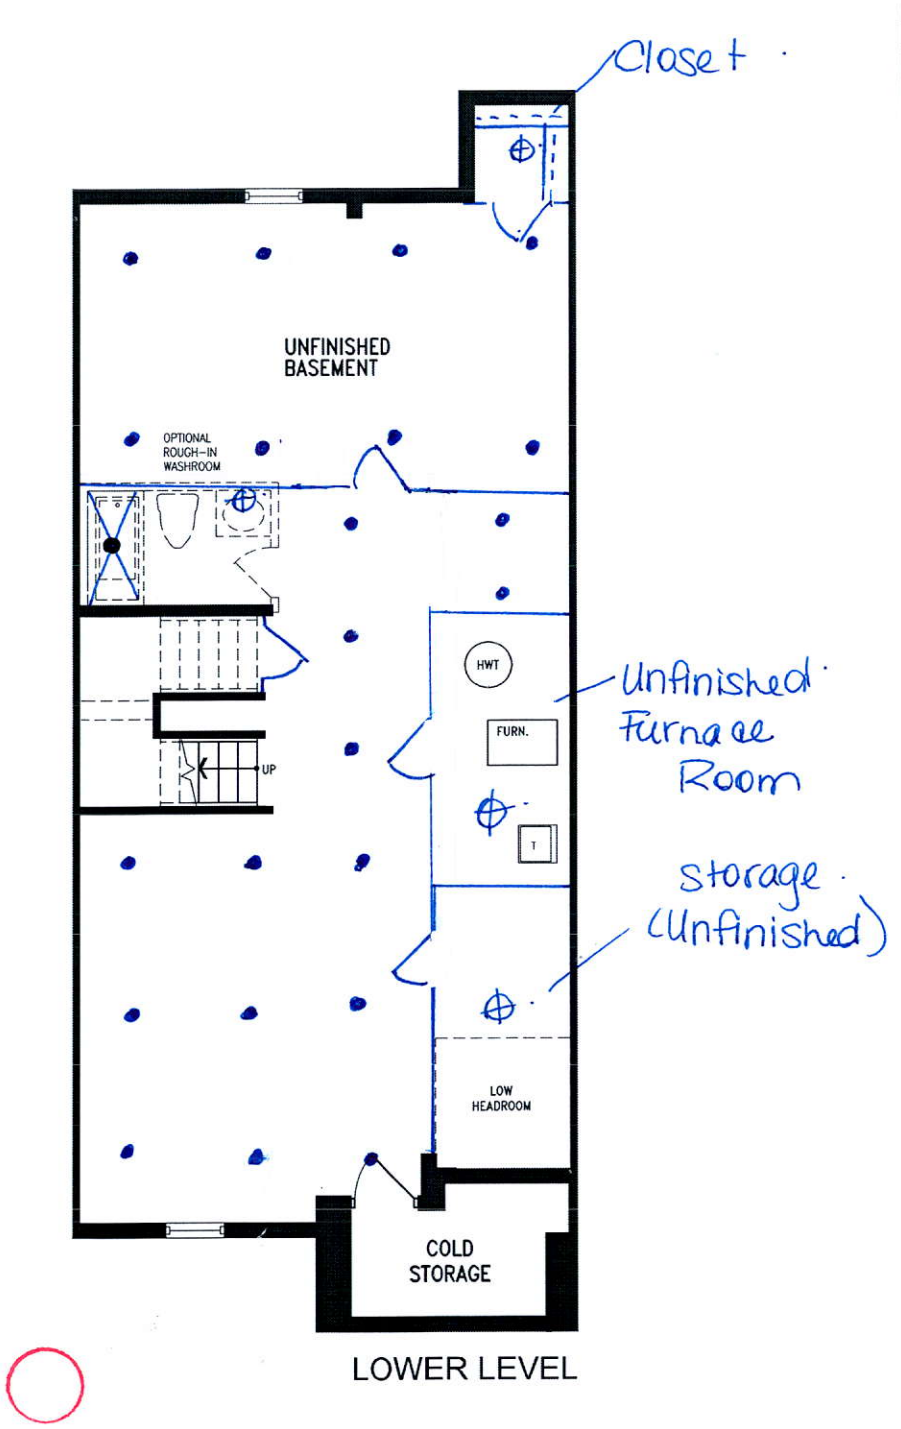 Closet
UNFINISHED
BASEMENT
OPTIONAL
ROUGH-IN
WASHROOM
HWT
Unfinished
Furnace
Room
FURN.
UP
T
storage
(Unfinished)
LOW
HEADROOM
COLD
STORAGE
LOWER LEVEL